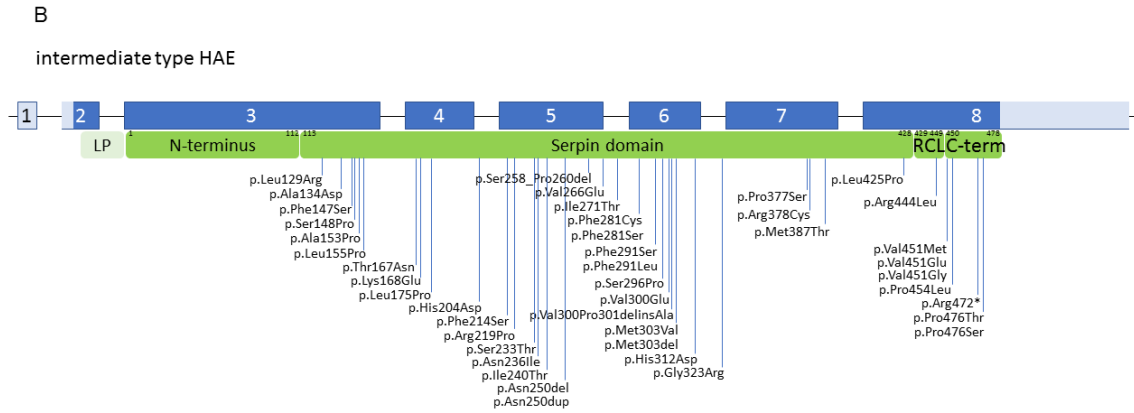 B
intermediate type HAE
1 2 3 4 5 6 7 8
LP 1 N-terminus 112 113 Serpin domain 428 RCL 429 449 C-term 450 478
p.Leu129Arg
p.Ala134Asp
p.Phe147Ser
p.Ser148Pro
p.Ala153Pro
p.Leu155Pro
p.Thr167Asn
p.Lys168Glu
p.Leu175Pro
p.His204Asp
p.Phe214Ser
p.Arg219Pro
p.Ser233Thr
p.Asn236Ile
p.Ile240Thr
p.Asn250del
p.Asn250dup
p.Ser258_Pro260del
p.Val266Glu
p.Ile271Thr
p.Phe281Cys
p.Phe281Ser
p.Phe291Ser
p.Phe291Leu
p.Ser296Pro
p.Val300Glu
p.Val300Pro301delinsAla
p.Met303Val
p.Met303del
p.His312Asp
p.Gly323Arg
p.Pro377Ser
p.Arg378Cys
p.Met387Thr
p.Leu425Pro
p.Arg444Leu
p.Val451Met
p.Val451Glu
p.Val451Gly
p.Pro454Leu
p.Arg472*
p.Pro476Thr
p.Pro476Ser